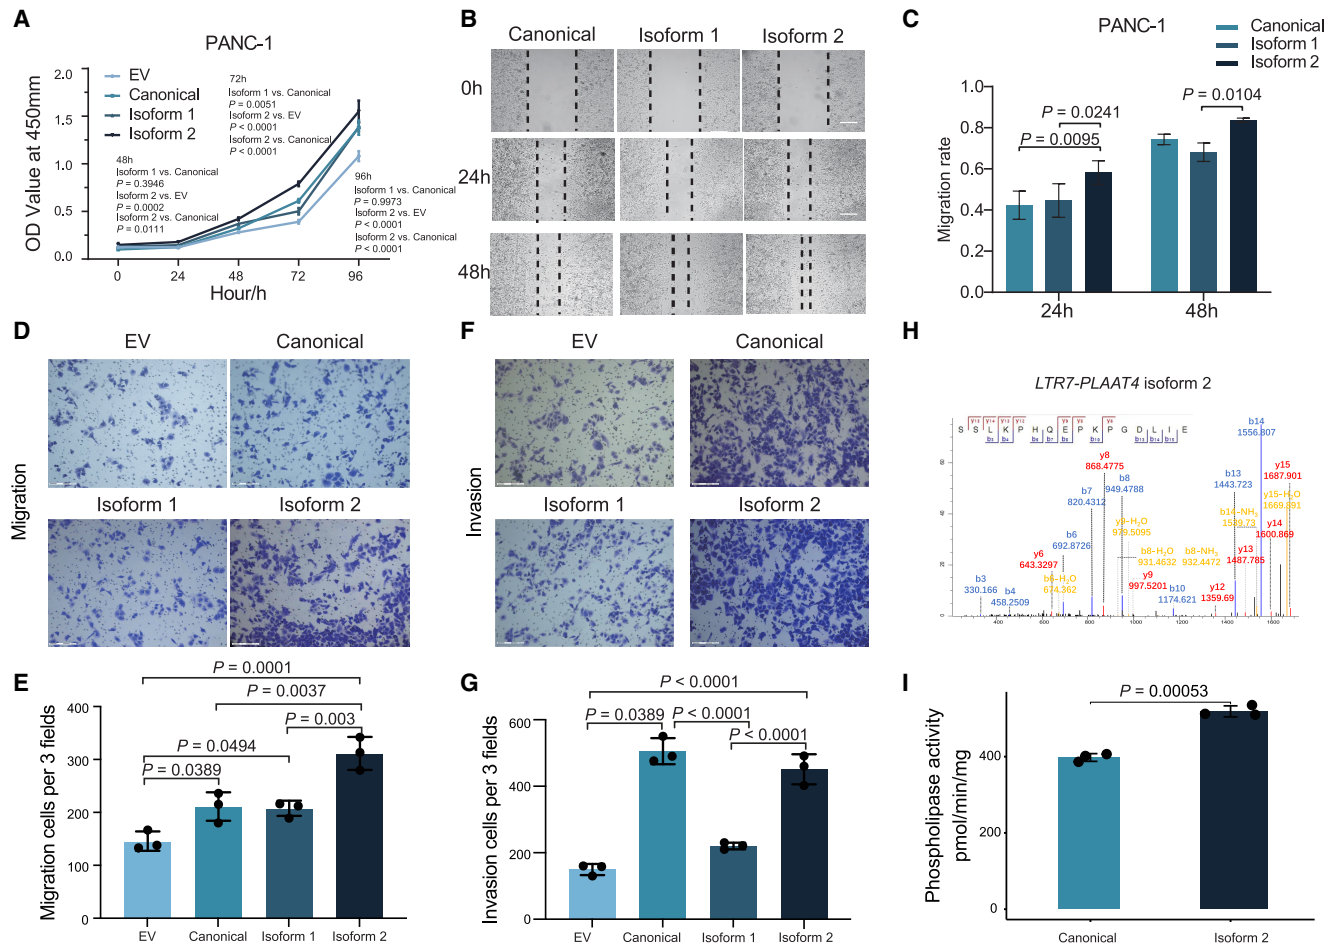 A
PANC-1
OD Value at 450mm
2.0
1.5
1.0
0.5
0.0
EV
Canonical
Isoform 1
Isoform 2
48h
Isoform 1 vs. Canonical
P = 0.3946
Isoform 2 vs. EV
P = 0.0002
Isoform 2 vs. Canonical
P = 0.0111
72h
Isoform 1 vs. Canonical
P = 0.0051
Isoform 2 vs. EV
P < 0.0001
Isoform 2 vs. Canonical
P < 0.0001
96h
Isoform 1 vs. Canonical
P = 0.9973
Isoform 2 vs. EV
P < 0.0001
Isoform 2 vs. Canonical
P < 0.0001
0 24 48 72 96
Hour/h
B
Canonical Isoform 1 Isoform 2
0h
24h
48h
C
PANC-1
Canonical
Isoform 1
Isoform 2
Migration rate
1.0
0.8
0.6
0.4
0.2
0.0
P = 0.0104
P = 0.0241
P = 0.0095
24h 48h
D
Migration
EV Canonical
Isoform 1 Isoform 2
E
Migration cells per 3 fields
400
300
200
100
0
P = 0.0001
P = 0.0037
P = 0.003
P = 0.0494
P = 0.0389
EV Canonical Isoform 1 Isoform 2
F
Invasion
EV Canonical
Isoform 1 Isoform 2
G
Invasion cells per 3 fields
600
400
200
0
P < 0.0001
P = 0.0389 P < 0.0001
P < 0.0001
EV Canonical Isoform 1 Isoform 2
H
LTR7-PLAAT4 isoform 2
S S L K P H Q E P K P G D L I E
b14
1556.807
y8
868.4775
b8
949.4788
b7
820.4312
b13
1443.723
y15
1687.901
y15-H₂O
b14-NH₃
1539.73
y9-H₂O
979.5095
y14
1600.869
b6
692.8726
y6
643.3297
b6-H₂O
674.362
b8-H₂O
931.4632
b8-NH₃
932.4472
y13
1487.785
y9
997.5201
b3
330.166
b4
458.2509
b10
1174.621
y12
1359.69
60
40
20
0
400 600 800 1000 1200 1400 1600
I
Phospholipase activity
pmol/min/mg
400
200
0
P = 0.00053
Canonical Isoform 2